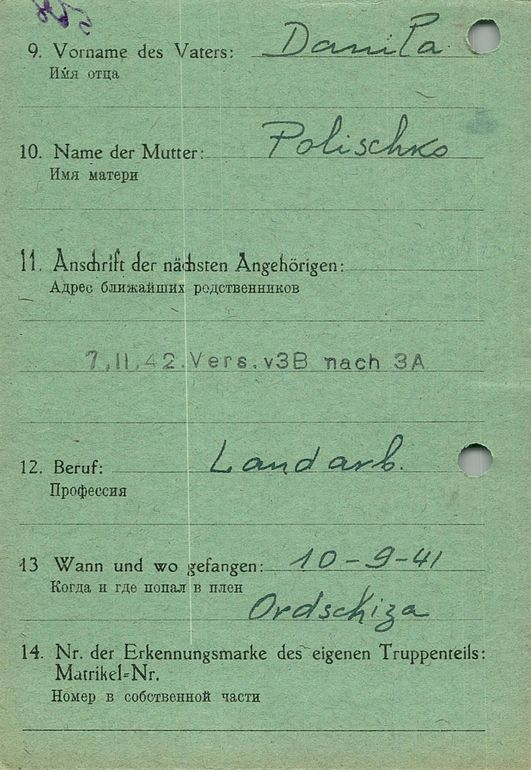 9. Vorname des Vaters: Danila
Имя отца
10. Name der Mutter: Polischko
Имя матери
11. Anschrift der nächsten Angehörigen:
Адрес ближайших родственников
7.11.42.Vers.v3B nach 3A
12. Beruf: Landarb.
Профессия
13 Wann und wo gefangen: 10-9-41
Когда и где попал в плен
Ordschiza
14. Nr. der Erkennungsmarke des eigenen Truppenteils:
Matrikel=Nr.
Номер в собственной части